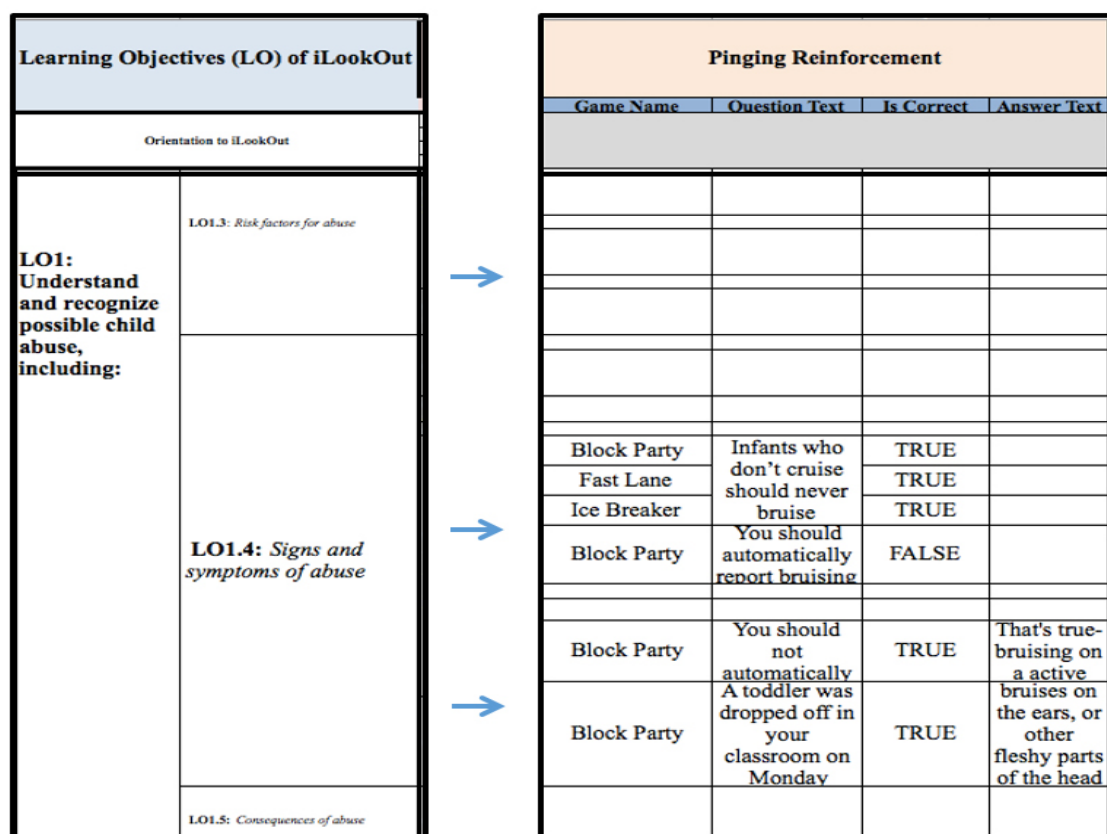 Learning Objectives (LO) of iLookOut
Orientation to iLookOut
LO1:
Understand
and recognize
possible child
abuse,
including:
LO1.3: Risk factors for abuse
LO1.4: Signs and
symptoms of abuse
LO1.5: Consequences of abuse
Pinging Reinforcement
Game Name Question Text Is Correct Answer Text
Block Party
Infants who
don’t cruise
should never
bruise
TRUE
Fast Lane
TRUE
Ice Breaker
TRUE
Block Party
You should
automatically
report bruising
FALSE
Block Party
You should
not
automatically
TRUE
That's true-
bruising on
a active
Block Party
A toddler was
dropped off in
your
classroom on
Monday
TRUE
bruises on
the ears, or
other
fleshy parts
of the head